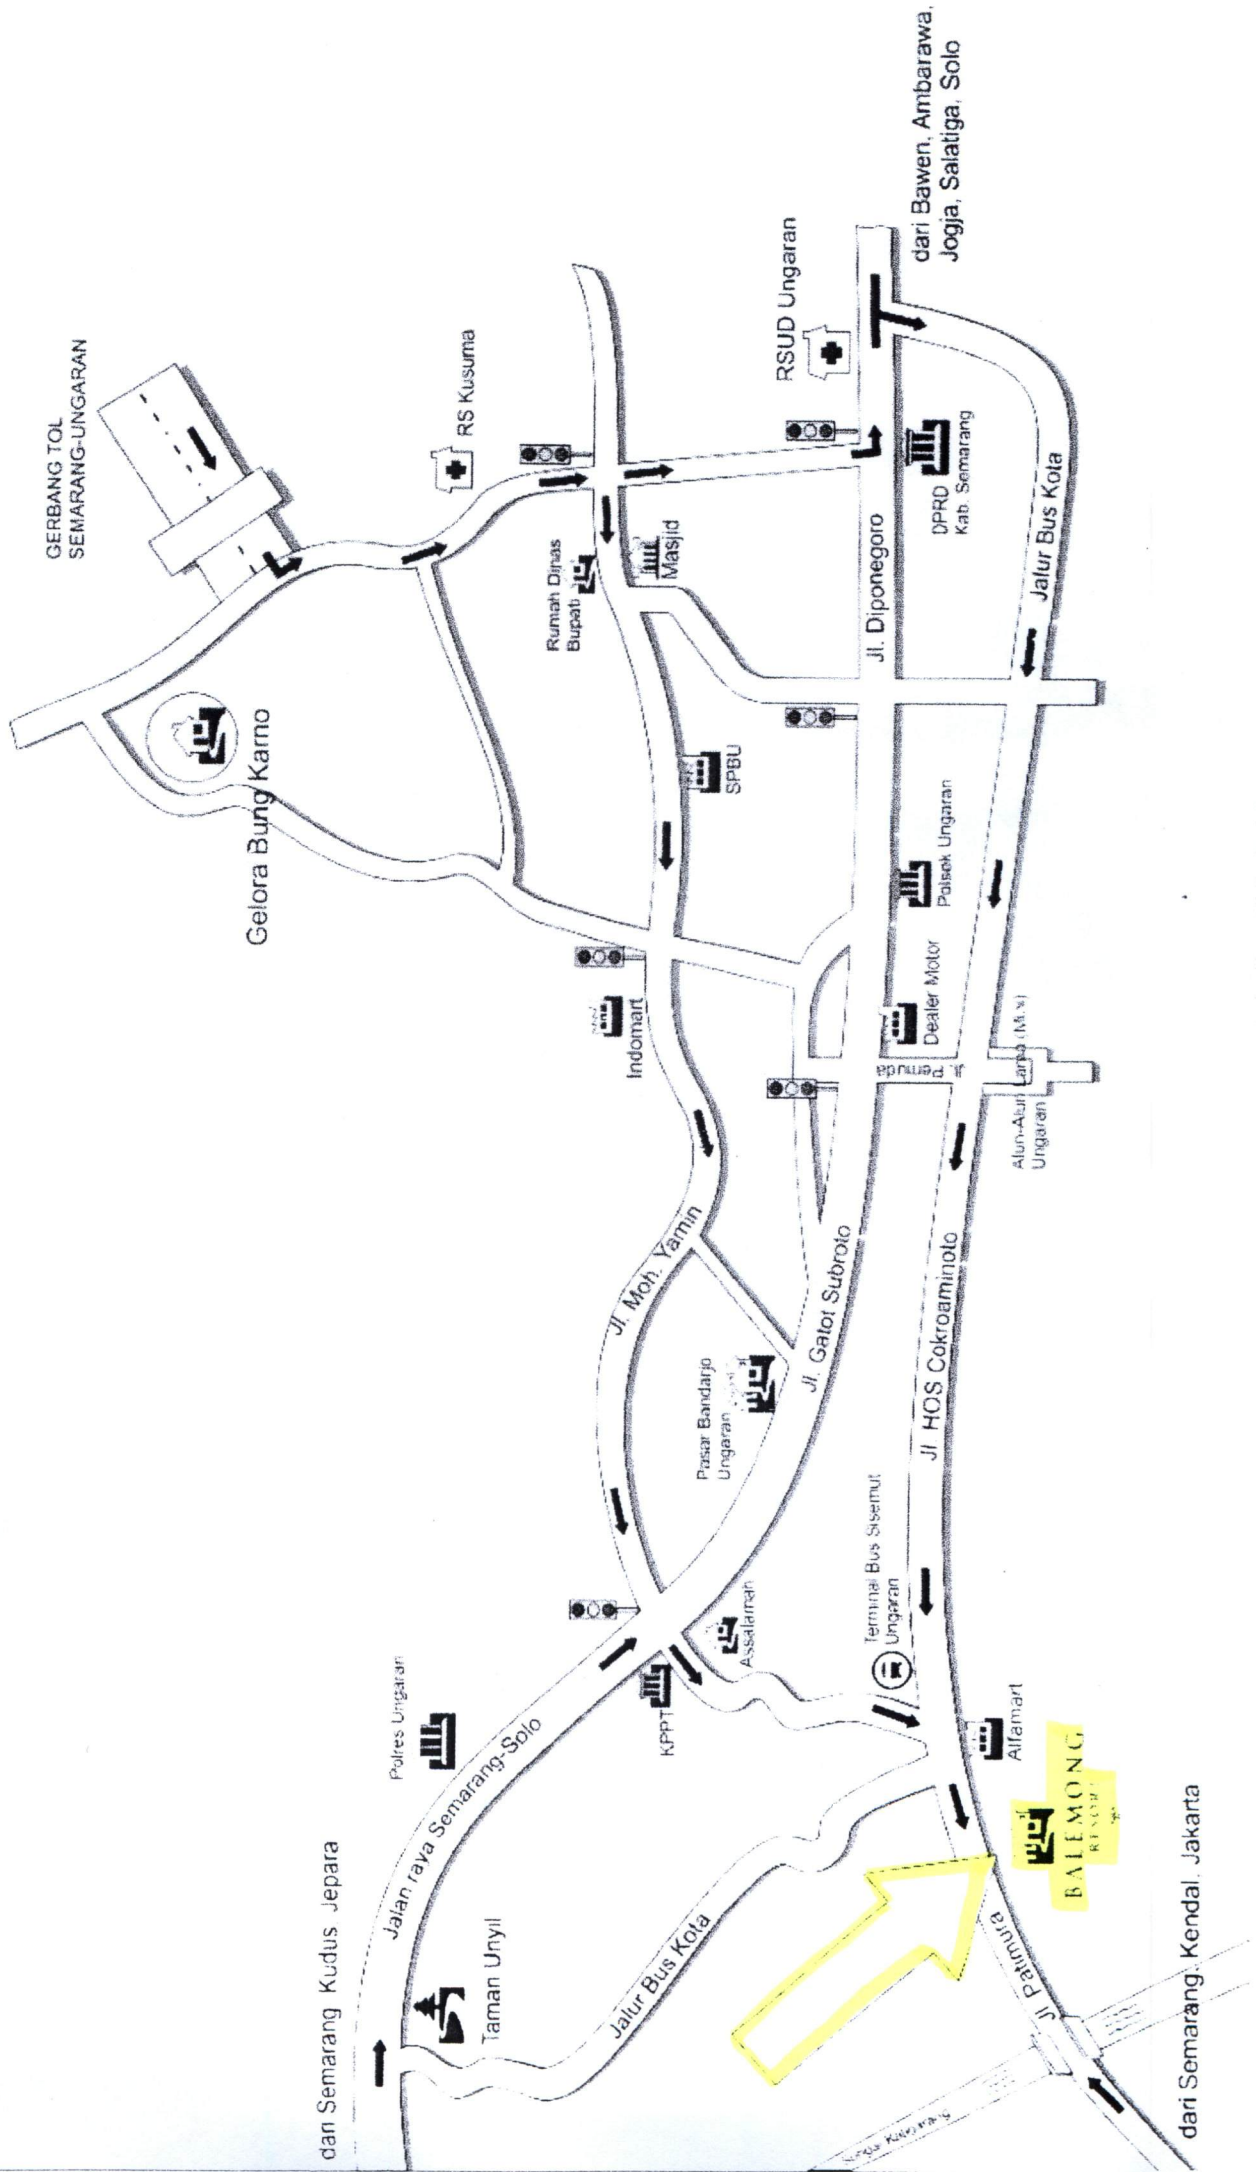 GERBANG TOL
SEMARANG-UNGARAN
dari Semarang Kudus Jepara
Polres Ungaran
Jalan raya Semarang-Solo
Taman Unyil
Jalur Bus Kota
KPPT
Assalamah
Pasar Bandarjo
Ungaran
Jl. Moh. Yamin
Indomart
Gelora Bung Karno
SPBU
Rumah Dinas
Bupati
Masjid
RS Kusuma
RSUD Ungaran
dari Bawen, Ambarawa,
Jogja, Salatiga, Solo
DPRD
Kab. Semarang
Jl. Diponegoro
Jalur Bus Kota
Polsek Ungaran
Dealer Motor
Jl. Pemuda
Alun-Alun Lama
Ungaran
Jl. Gatot Subroto
Jl. HOS Cokroaminoto
Terminal Bus Sisemut
Ungaran
Alfamart
BALEMONG
RESORT
Jl Patimura
dari Semarang, Kendal, Jakarta